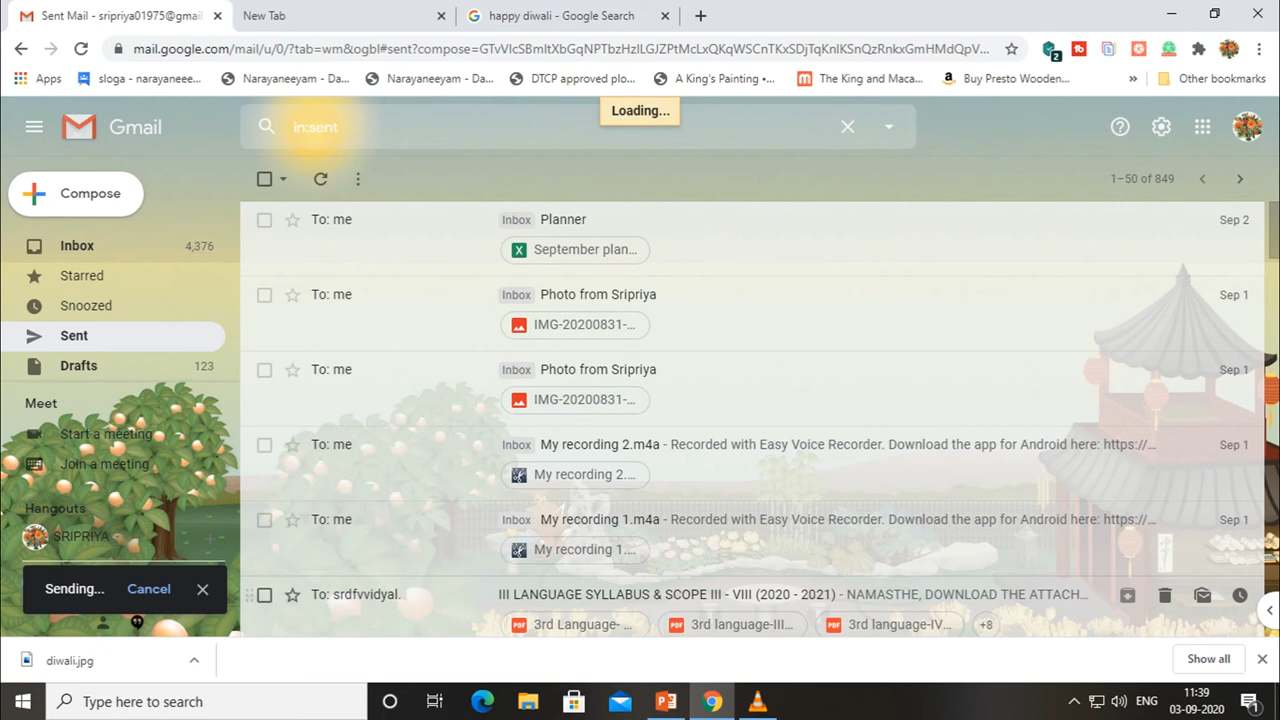 Sent Mail - sripriya01975@gmail.
New Tab
happy diwali - Google Search
mail.google.com/mail/u/0/?tab=wm&ogbl#sent?compose=
Apps
sloga - narayaneee...
Narayaneeyam - Da...
Narayaneeyam - Da...
DTCP approved plo...
A King's Painting •...
The King and Maca...
Buy Presto Wooden...
»
Other bookmarks
Gmail
in:sent
Loading...
Compose
1–50 of 849
Inbox 4,376
Starred
Snoozed
Sent
Drafts 123
Meet
Start a meeting
Join a meeting
Hangouts
SRIPRIYA
Sending... Cancel
To: me Inbox Planner Sep 2
September plan...
To: me Inbox Photo from Sripriya Sep 1
IMG-20200831-...
To: me Inbox Photo from Sripriya Sep 1
IMG-20200831-...
To: me Inbox My recording 2.m4a - Recorded with Easy Voice Recorder. Download the app for Android here: https://...
Sep 1
My recording 2....
To: me Inbox My recording 1.m4a - Recorded with Easy Voice Recorder. Download the app for Android here: https://...
Sep 1
My recording 1....
To: srdfvvidyal. III LANGUAGE SYLLABUS & SCOPE III - VIII (2020 - 2021) - NAMASTHE, DOWNLOAD THE ATTACH...
3rd Language- ...
3rd language-III...
3rd language-IV...
+8
diwali.jpg
Show all
Type here to search
ENG
11:39
03-09-2020